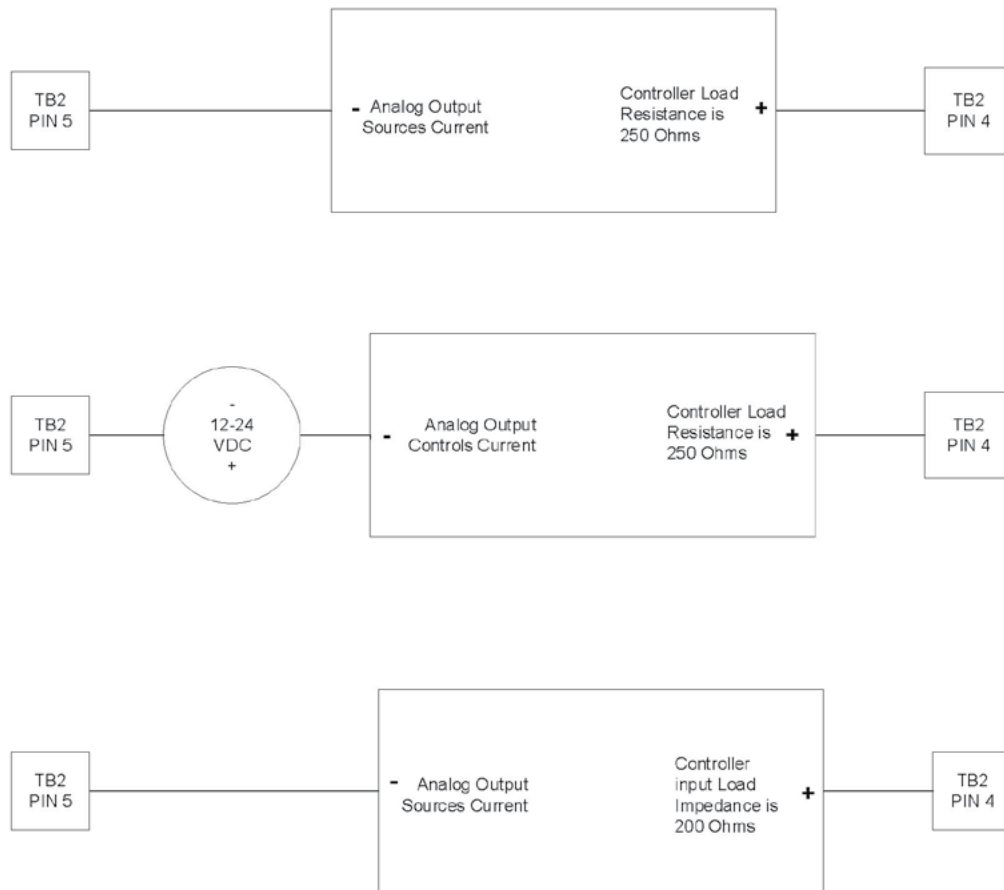 TB2
PIN 5
- Analog Output
Sources Current
Controller Load
Resistance is
250 Ohms
+
TB2
PIN 4
TB2
PIN 5
-
12-24
VDC
+
- Analog Output
Controls Current
Controller Load
Resistance is
250 Ohms
+
TB2
PIN 4
TB2
PIN 5
- Analog Output
Sources Current
Controller
input Load
Impedance is
200 Ohms
+
TB2
PIN 4